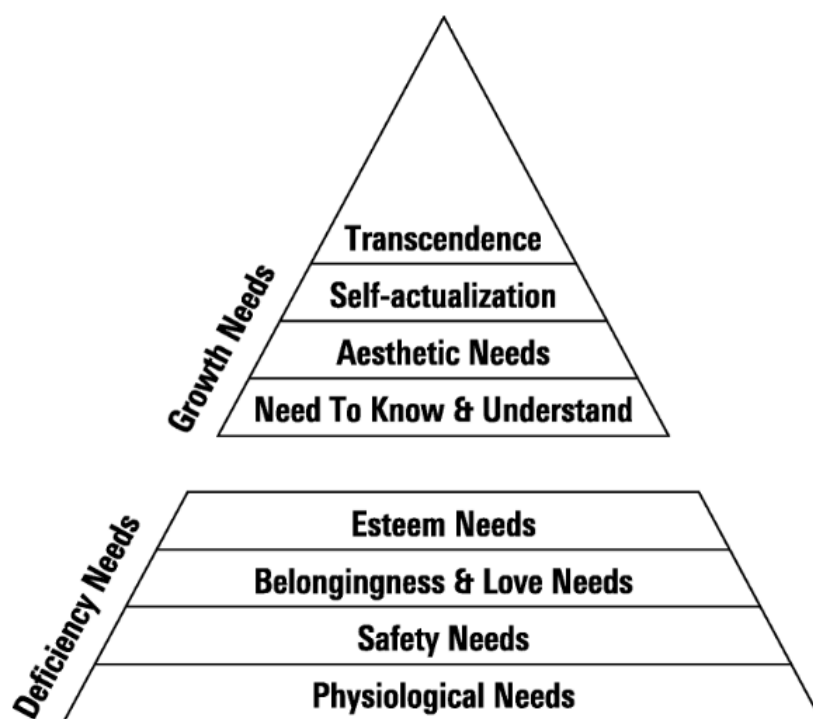 Transcendence
Self-actualization
Aesthetic Needs
Need To Know & Understand
Growth Needs
Esteem Needs
Belongingness & Love Needs
Safety Needs
Physiological Needs
Deficiency Needs